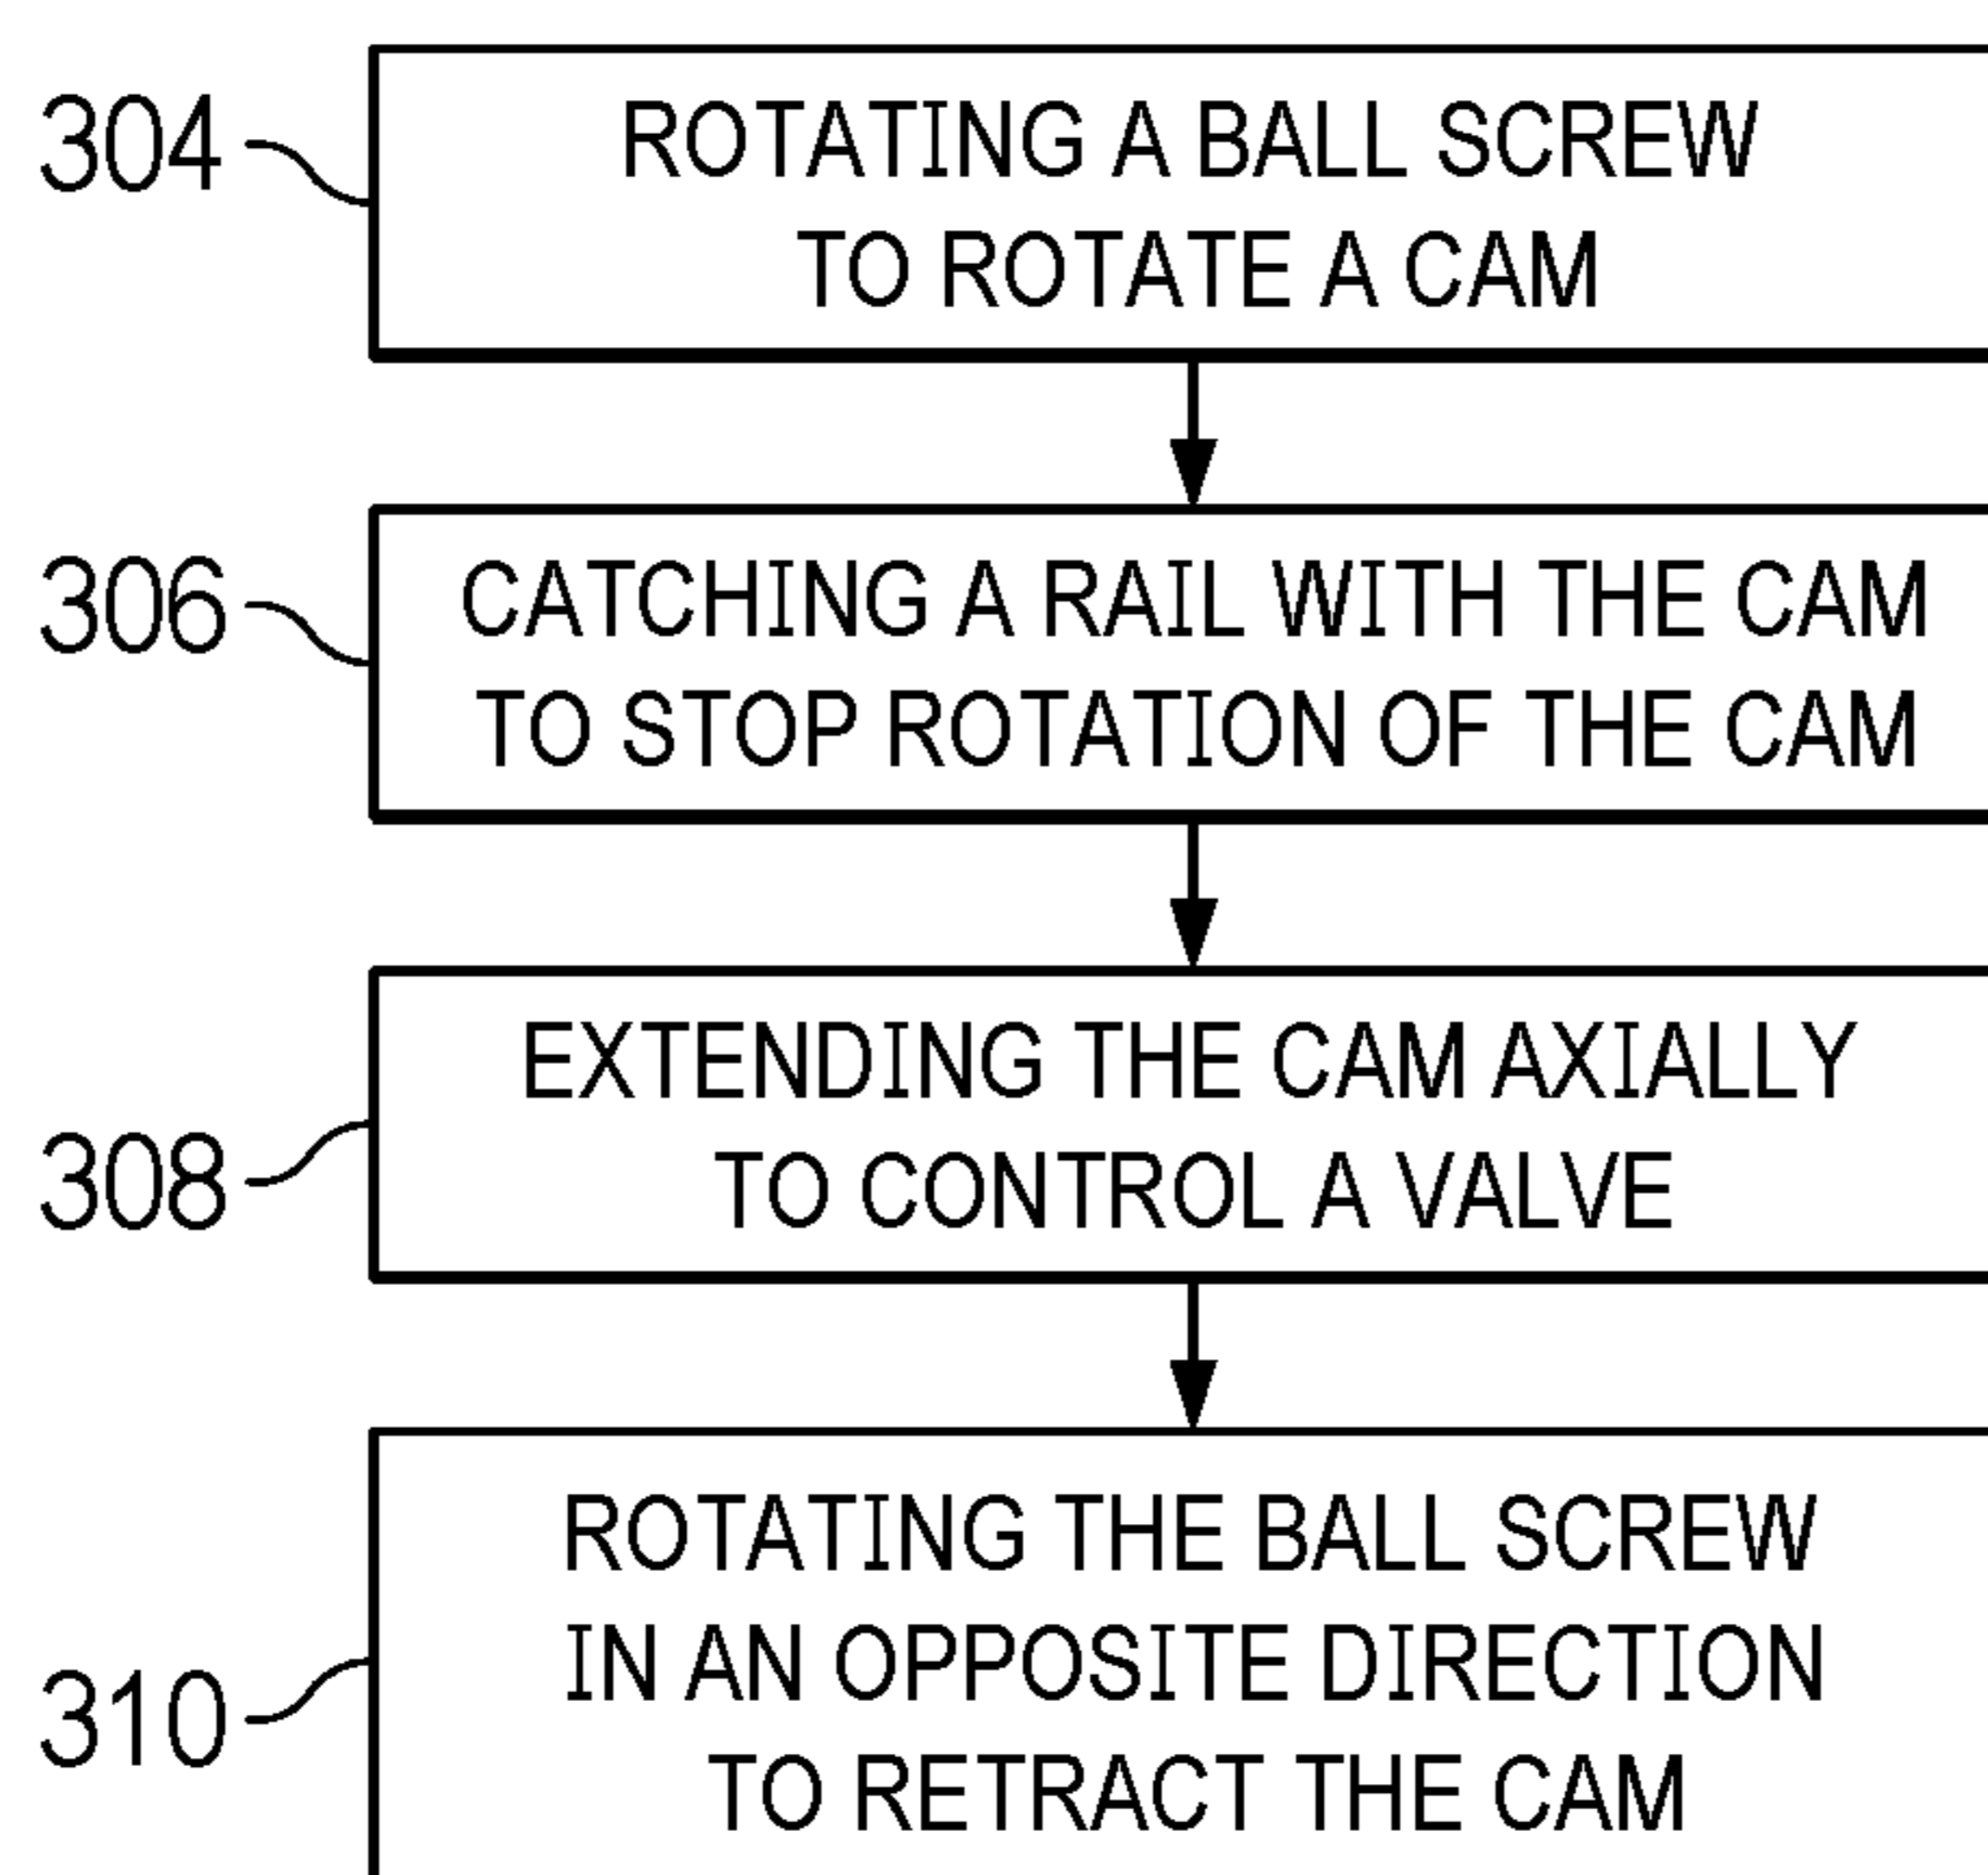 304
ROTATING A BALL SCREW
TO ROTATE A CAM
306
CATCHING A RAIL WITH THE CAM
TO STOP ROTATION OF THE CAM
308
EXTENDING THE CAM AXIALLY
TO CONTROL A VALVE
310
ROTATING THE BALL SCREW
IN AN OPPOSITE DIRECTION
TO RETRACT THE CAM